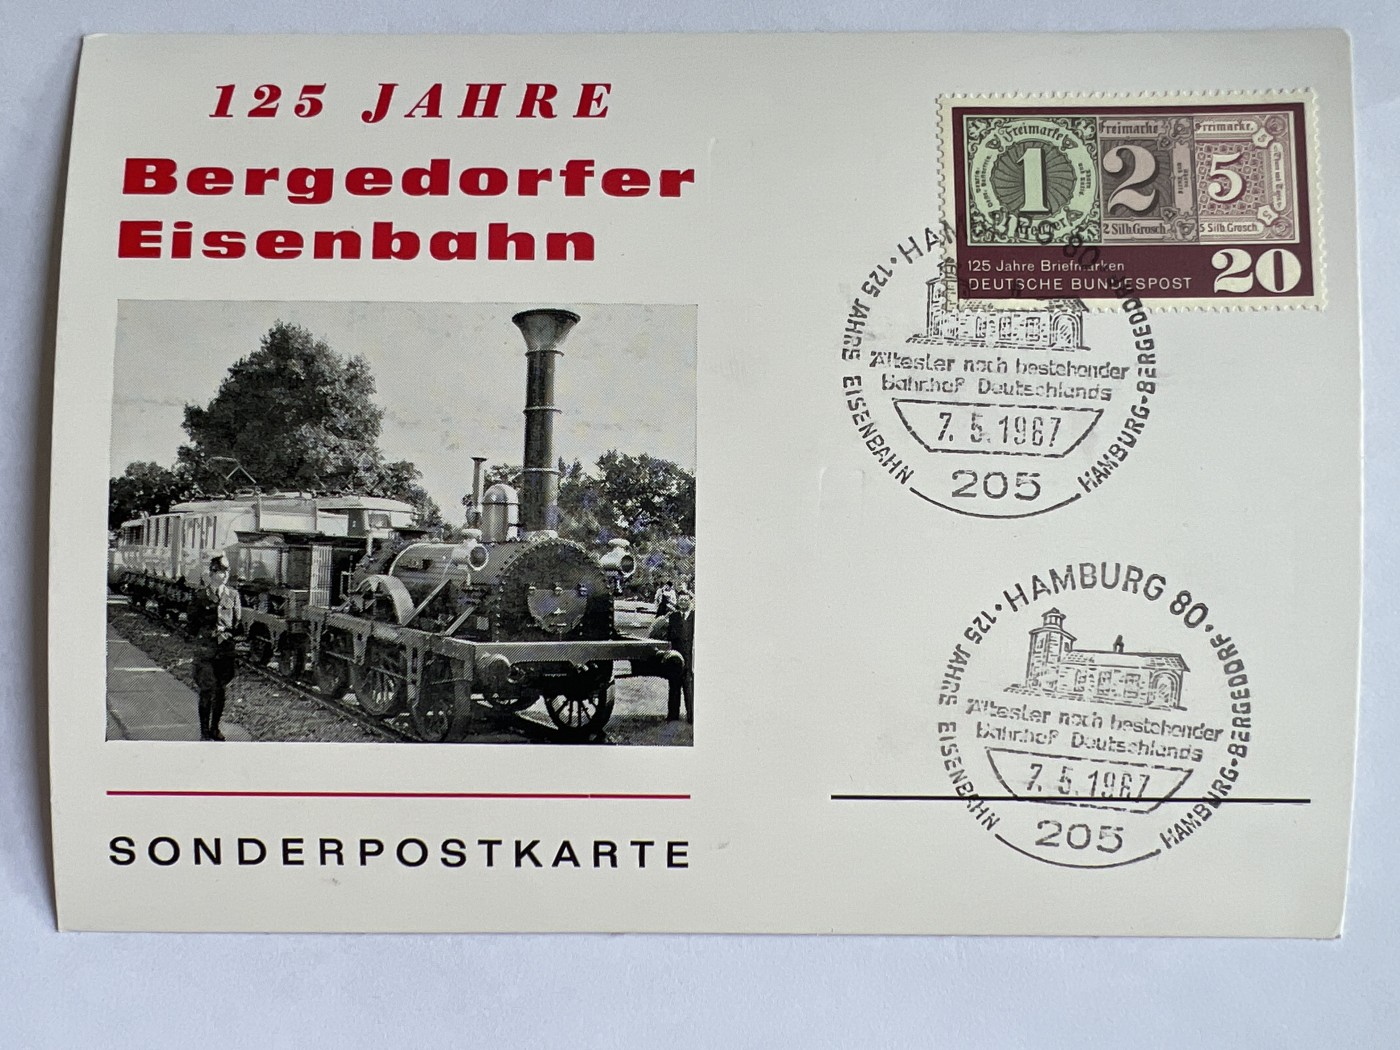 125 JAHRE
Bergedorfer
Eisenbahn
SONDERPOSTKARTE
Freimarke
1
Kreuzer
Freimarke
2
2 Silb. Grosch.
Freimarke.
5
5 Silb. Grosch.
125 Jahre Briefmarken
DEUTSCHE BUNDESPOST
20
HAMBURG 80 · BERGEDORF
125 JAHRE EISENBAHN HAMBURG-BERGEDORF
Ältester noch bestehender
Bahnhof Deutschlands
7.5.1967
205
· HAMBURG 80 ·
125 JAHRE EISENBAHN HAMBURG-BERGEDORF
Ältester noch bestehender
Bahnhof Deutschlands
7.5.1967
205